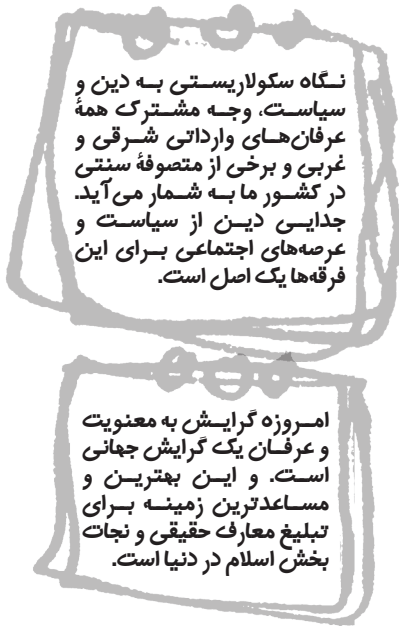 نگاه سکولاریستی به دین و
سیاست، وجه مشترک همۀ
عرفان‌های وارداتی شرقی و
غربی و برخی از متصوفۀ سنتی
در کشور ما به شمار می‌آید.
جدایی دین از سیاست و
عرصه‌های اجتماعی برای این
فرقه‌ها یک اصل است.
امروزه گرایش به معنویت
و عرفان یک گرایش جهانی
است. و این بهترین و
مساعدترین زمینه برای
تبلیغ معارف حقیقی و نجات
بخش اسلام در دنیا است.